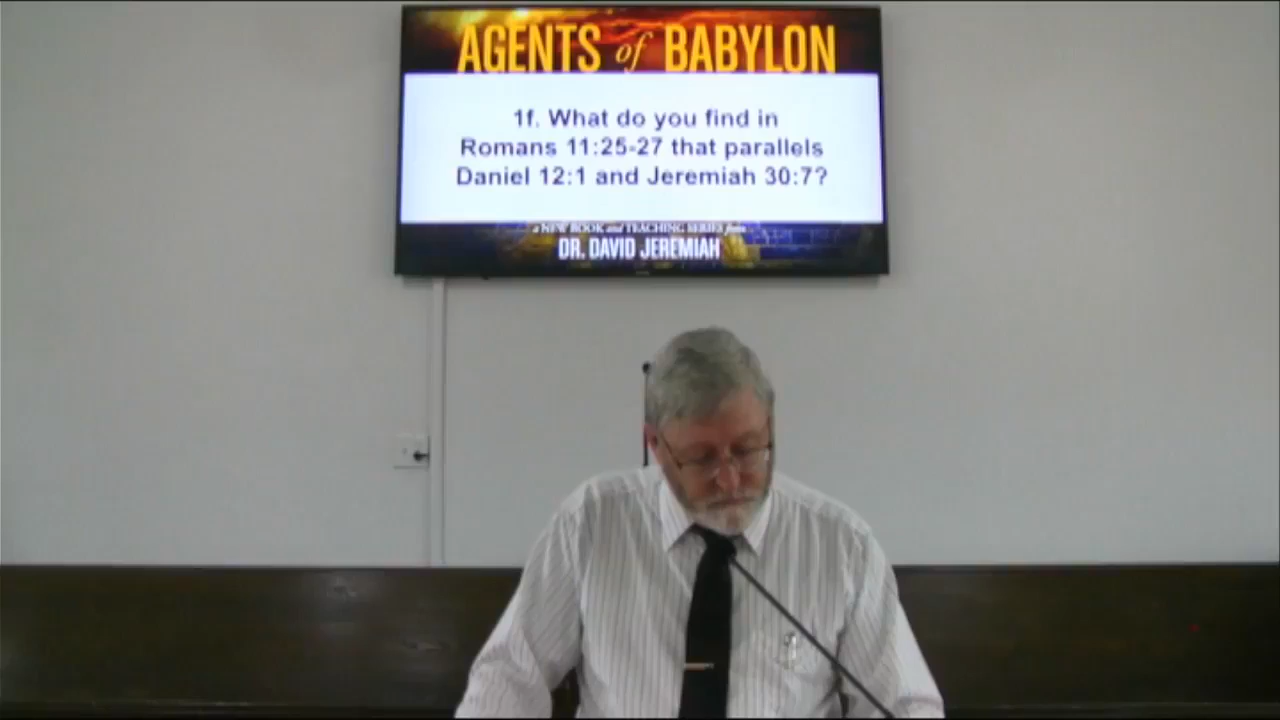 AGENTS of BABYLON
1f. What do you find in
Romans 11:25-27 that parallels
Daniel 12:1 and Jeremiah 30:7?
a NEW BOOK and TEACHING SERIES from
DR. DAVID JEREMIAH